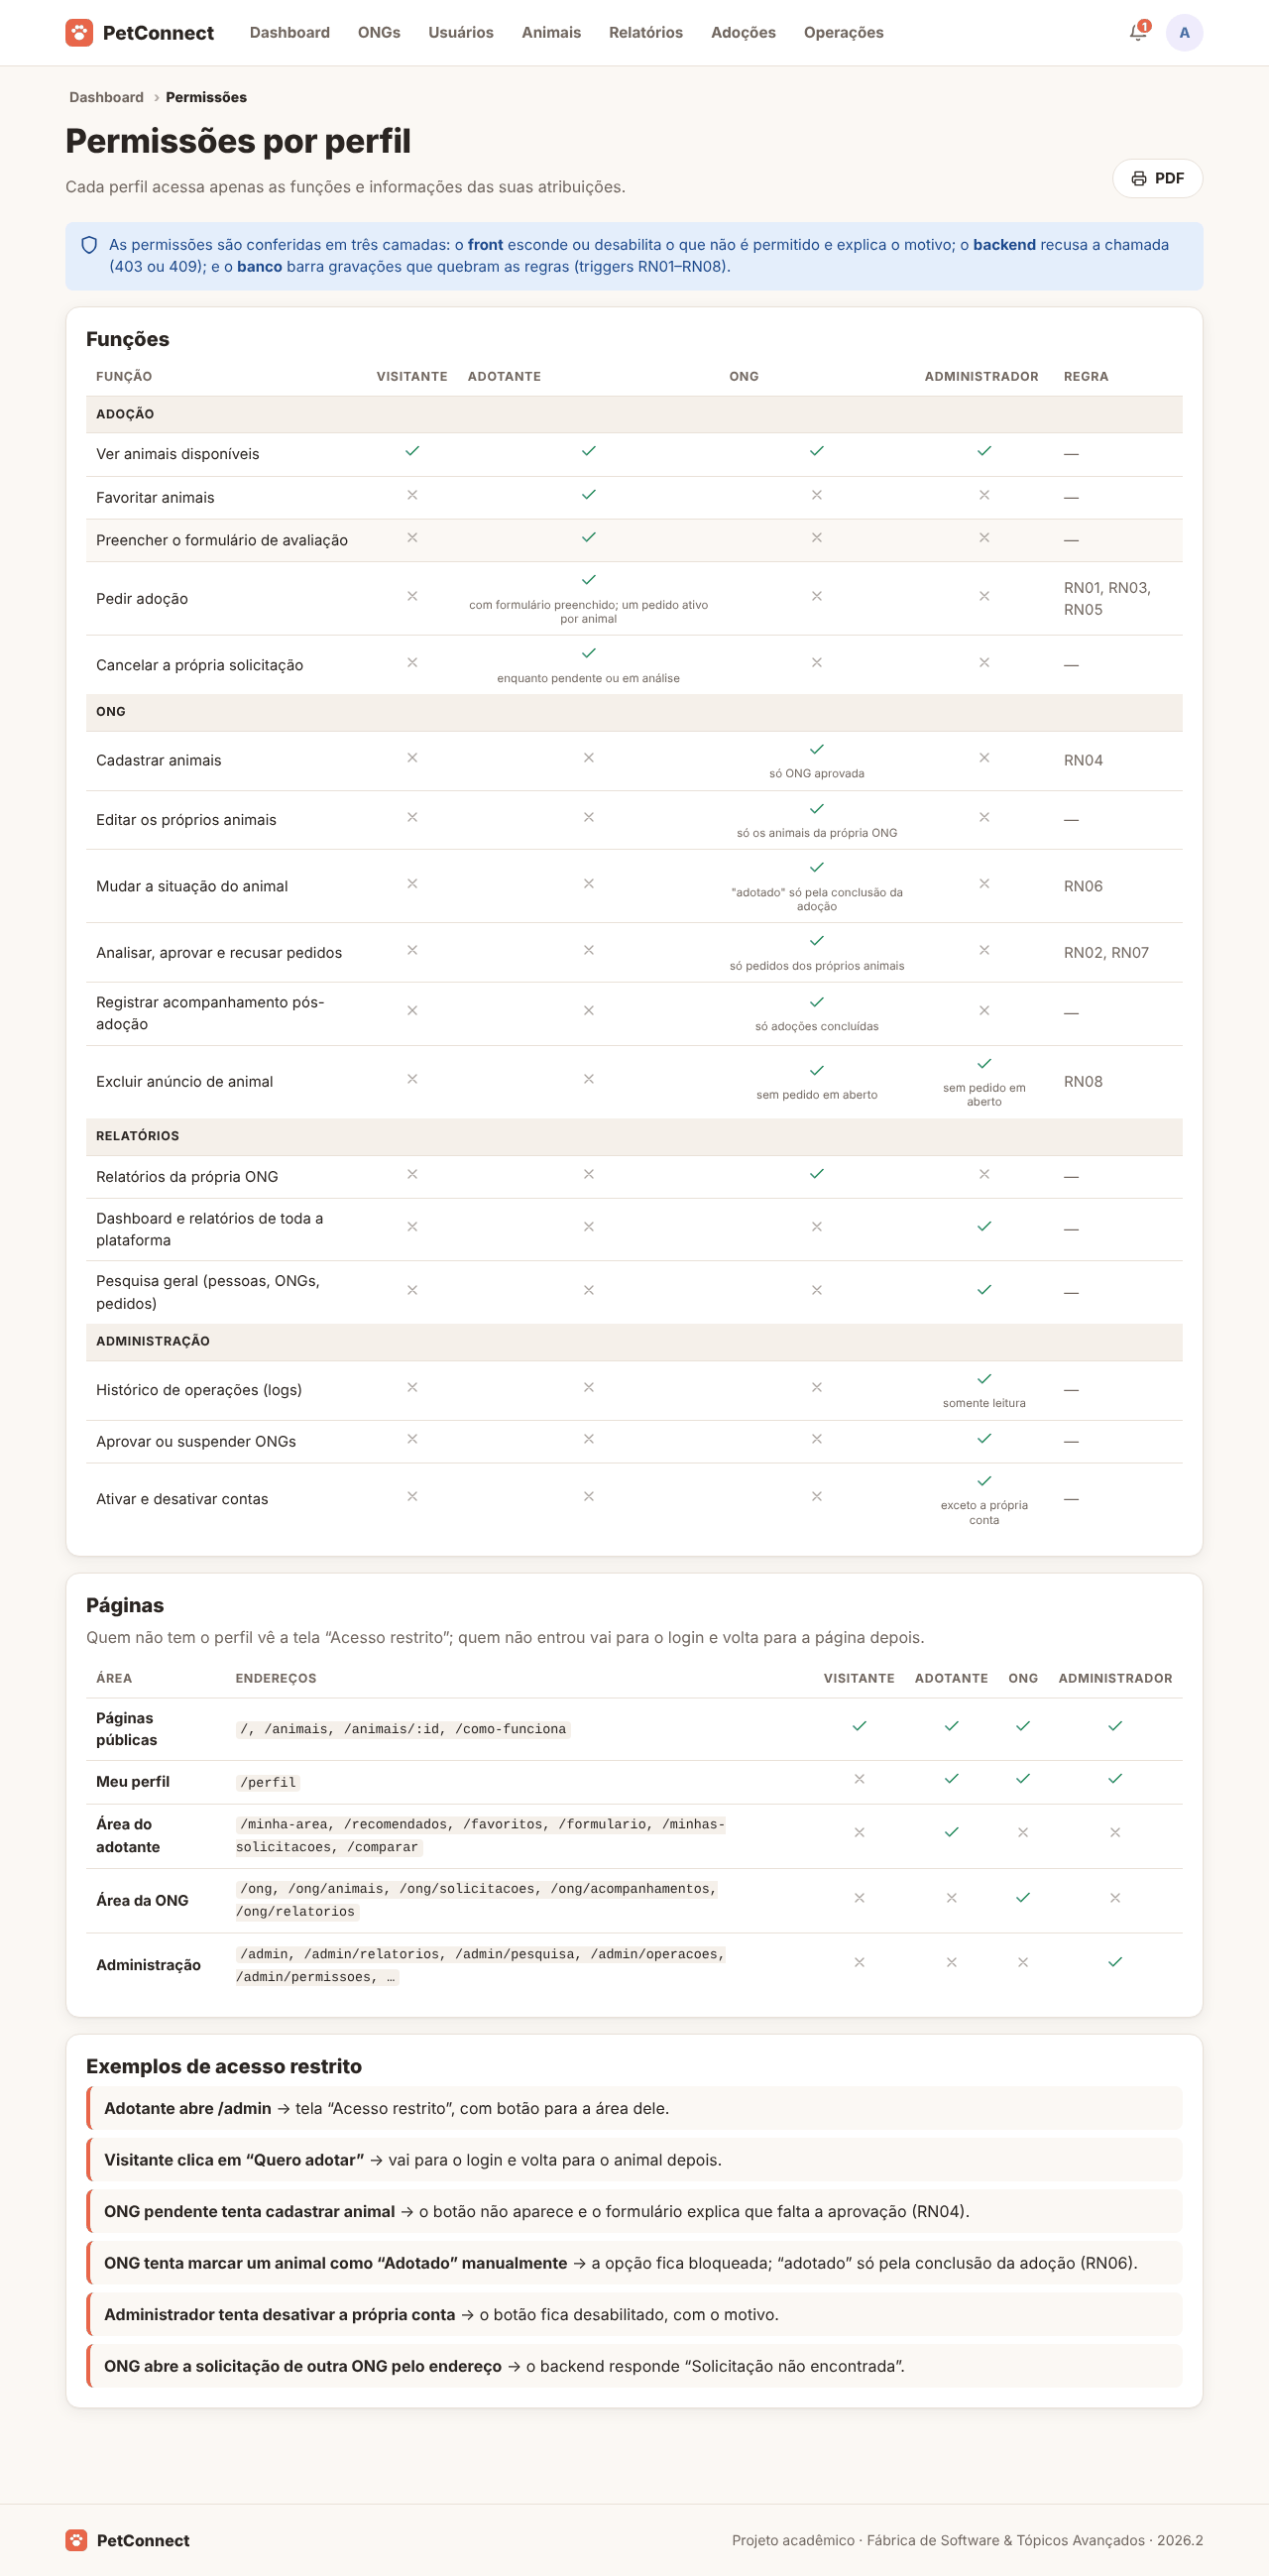 PetConnect Dashboard ONGs Usuários Animais Relatórios Adoções Operações 1 A
Dashboard › Permissões
Permissões por perfil
Cada perfil acessa apenas as funções e informações das suas atribuições.
PDF
As permissões são conferidas em três camadas: o front esconde ou desabilita o que não é permitido e explica o motivo; o backend recusa a chamada
(403 ou 409); e o banco barra gravações que quebram as regras (triggers RN01–RN08).
Funções
FUNÇÃO VISITANTE ADOTANTE ONG ADMINISTRADOR REGRA
ADOÇÃO
Ver animais disponíveis ✓ ✓ ✓ ✓ —
Favoritar animais × ✓ × × —
Preencher o formulário de avaliação × ✓ × × —
Pedir adoção × ✓ com formulário preenchido; um pedido ativo × × RN01, RN03,
por animal RN05
Cancelar a própria solicitação × ✓ enquanto pendente ou em análise × × —
ONG
Cadastrar animais × × ✓ só ONG aprovada × RN04
Editar os próprios animais × × ✓ só os animais da própria ONG × —
Mudar a situação do animal × × ✓ "adotado" só pela conclusão da × RN06
adoção
Analisar, aprovar e recusar pedidos × × ✓ só pedidos dos próprios animais × RN02, RN07
Registrar acompanhamento pós-
adoção × × ✓ só adoções concluídas × —
Excluir anúncio de animal × × ✓ sem pedido em aberto ✓ sem pedido em RN08
aberto
RELATÓRIOS
Relatórios da própria ONG × × ✓ × —
Dashboard e relatórios de toda a
plataforma × × × ✓ —
Pesquisa geral (pessoas, ONGs,
pedidos) × × × ✓ —
ADMINISTRAÇÃO
Histórico de operações (logs) × × × ✓ somente leitura —
Aprovar ou suspender ONGs × × × ✓ —
Ativar e desativar contas × × × ✓ exceto a própria —
conta
Páginas
Quem não tem o perfil vê a tela “Acesso restrito”; quem não entrou vai para o login e volta para a página depois.
ÁREA ENDEREÇOS VISITANTE ADOTANTE ONG ADMINISTRADOR
Páginas
públicas /, /animais, /animais/:id, /como-funciona ✓ ✓ ✓ ✓
Meu perfil /perfil × ✓ ✓ ✓
Área do /minha-area, /recomendados, /favoritos, /formulario, /minhas-
adotante solicitacoes, /comparar × ✓ × ×
Área da ONG /ong, /ong/animais, /ong/solicitacoes, /ong/acompanhamentos,
/ong/relatorios × × ✓ ×
Administração /admin, /admin/relatorios, /admin/pesquisa, /admin/operacoes,
/admin/permissoes, … × × × ✓
Exemplos de acesso restrito
Adotante abre /admin → tela “Acesso restrito”, com botão para a área dele.
Visitante clica em “Quero adotar” → vai para o login e volta para o animal depois.
ONG pendente tenta cadastrar animal → o botão não aparece e o formulário explica que falta a aprovação (RN04).
ONG tenta marcar um animal como “Adotado” manualmente → a opção fica bloqueada; “adotado” só pela conclusão da adoção (RN06).
Administrador tenta desativar a própria conta → o botão fica desabilitado, com o motivo.
ONG abre a solicitação de outra ONG pelo endereço → o backend responde “Solicitação não encontrada”.
PetConnect Projeto acadêmico · Fábrica de Software & Tópicos Avançados · 2026.2